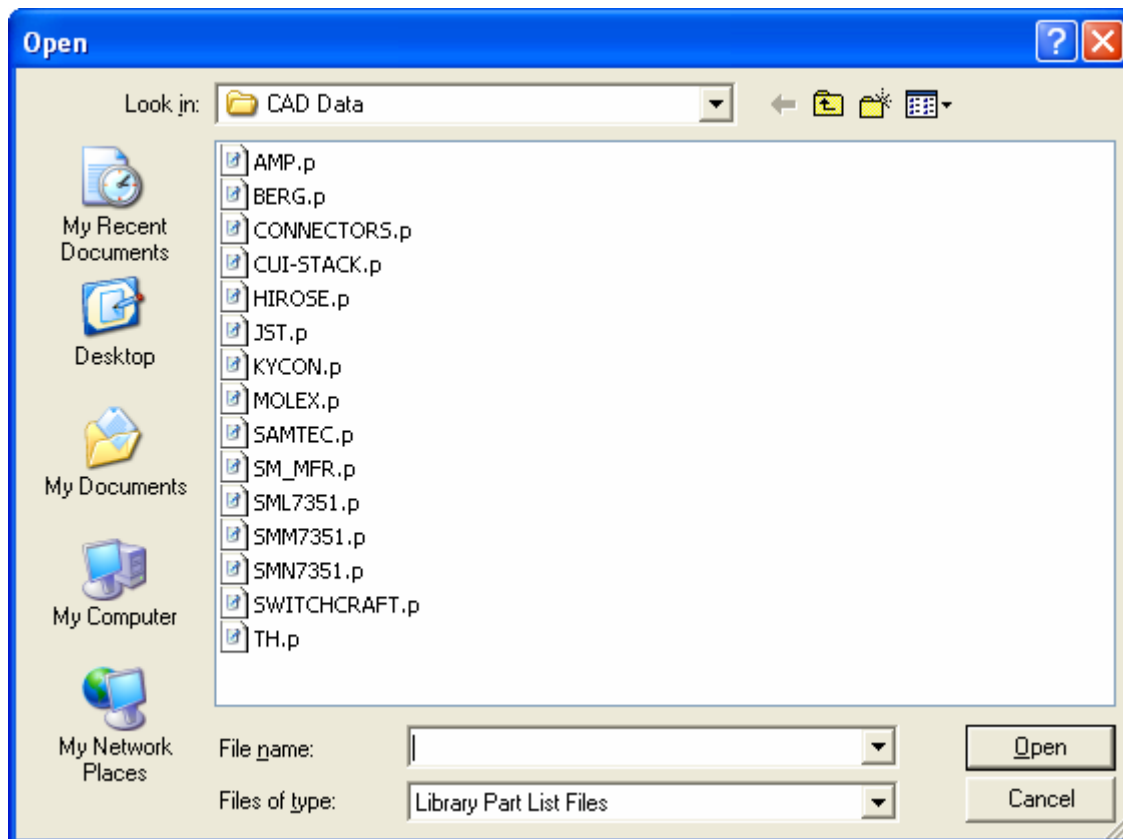 Open
Look in:
CAD Data
My Recent
Documents
Desktop
My Documents
My Computer
My Network
Places
AMP.p
BERG.p
CONNECTORS.p
CUI-STACK.p
HIROSE.p
JST.p
KYCON.p
MOLEX.p
SAMTEC.p
SM_MFR.p
SML7351.p
SMM7351.p
SMN7351.p
SWITCHCRAFT.p
TH.p
File name:
Open
Files of type:
Library Part List Files
Cancel